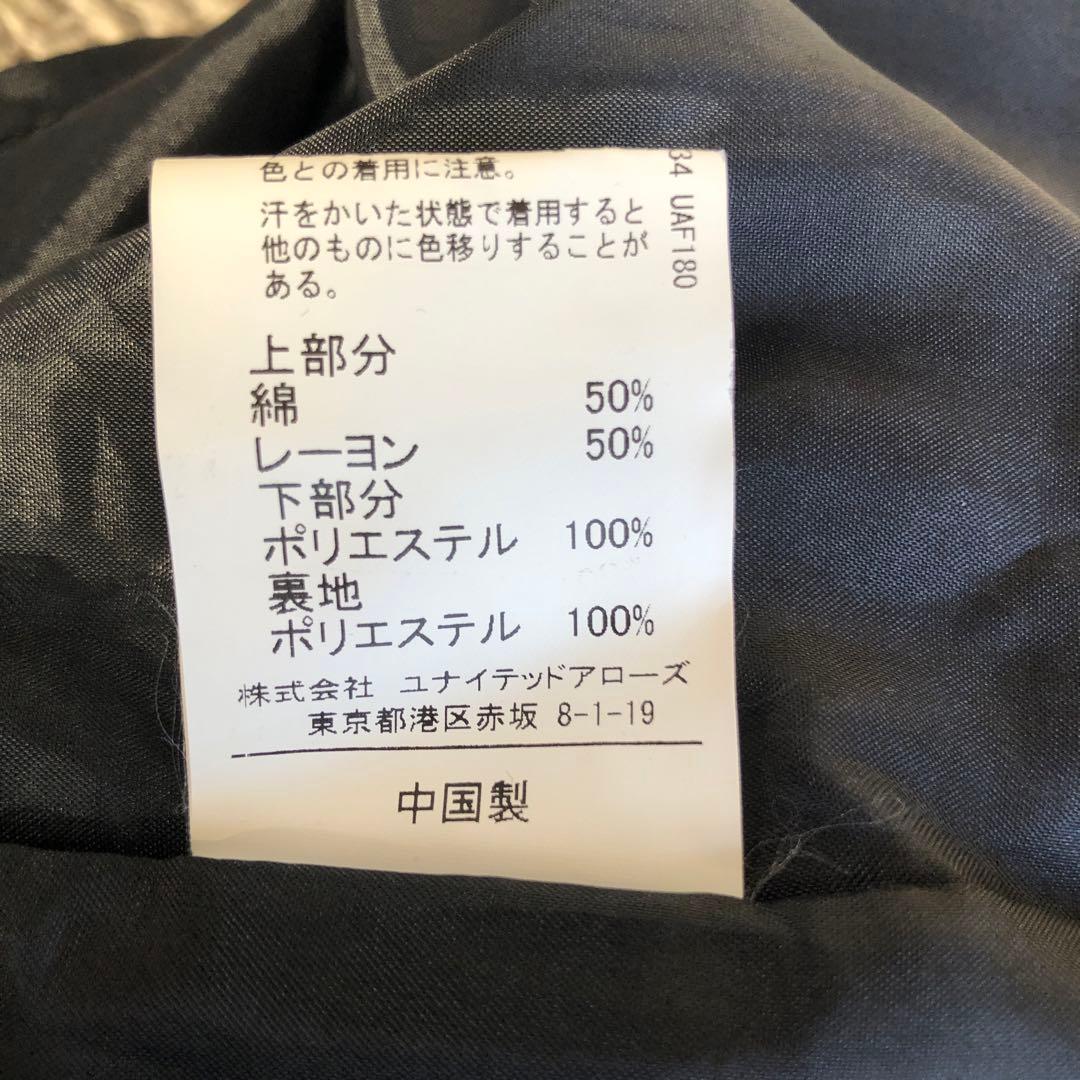 色との着用に注意。
汗をかいた状態で着用すると
他のものに色移りすることが
ある。
上部分
綿 50%
レーヨン 50%
下部分
ポリエステル 100%
裏地
ポリエステル 100%
株式会社 ユナイテッドアローズ
東京都港区赤坂 8-1-19
中国製
34 UAF180